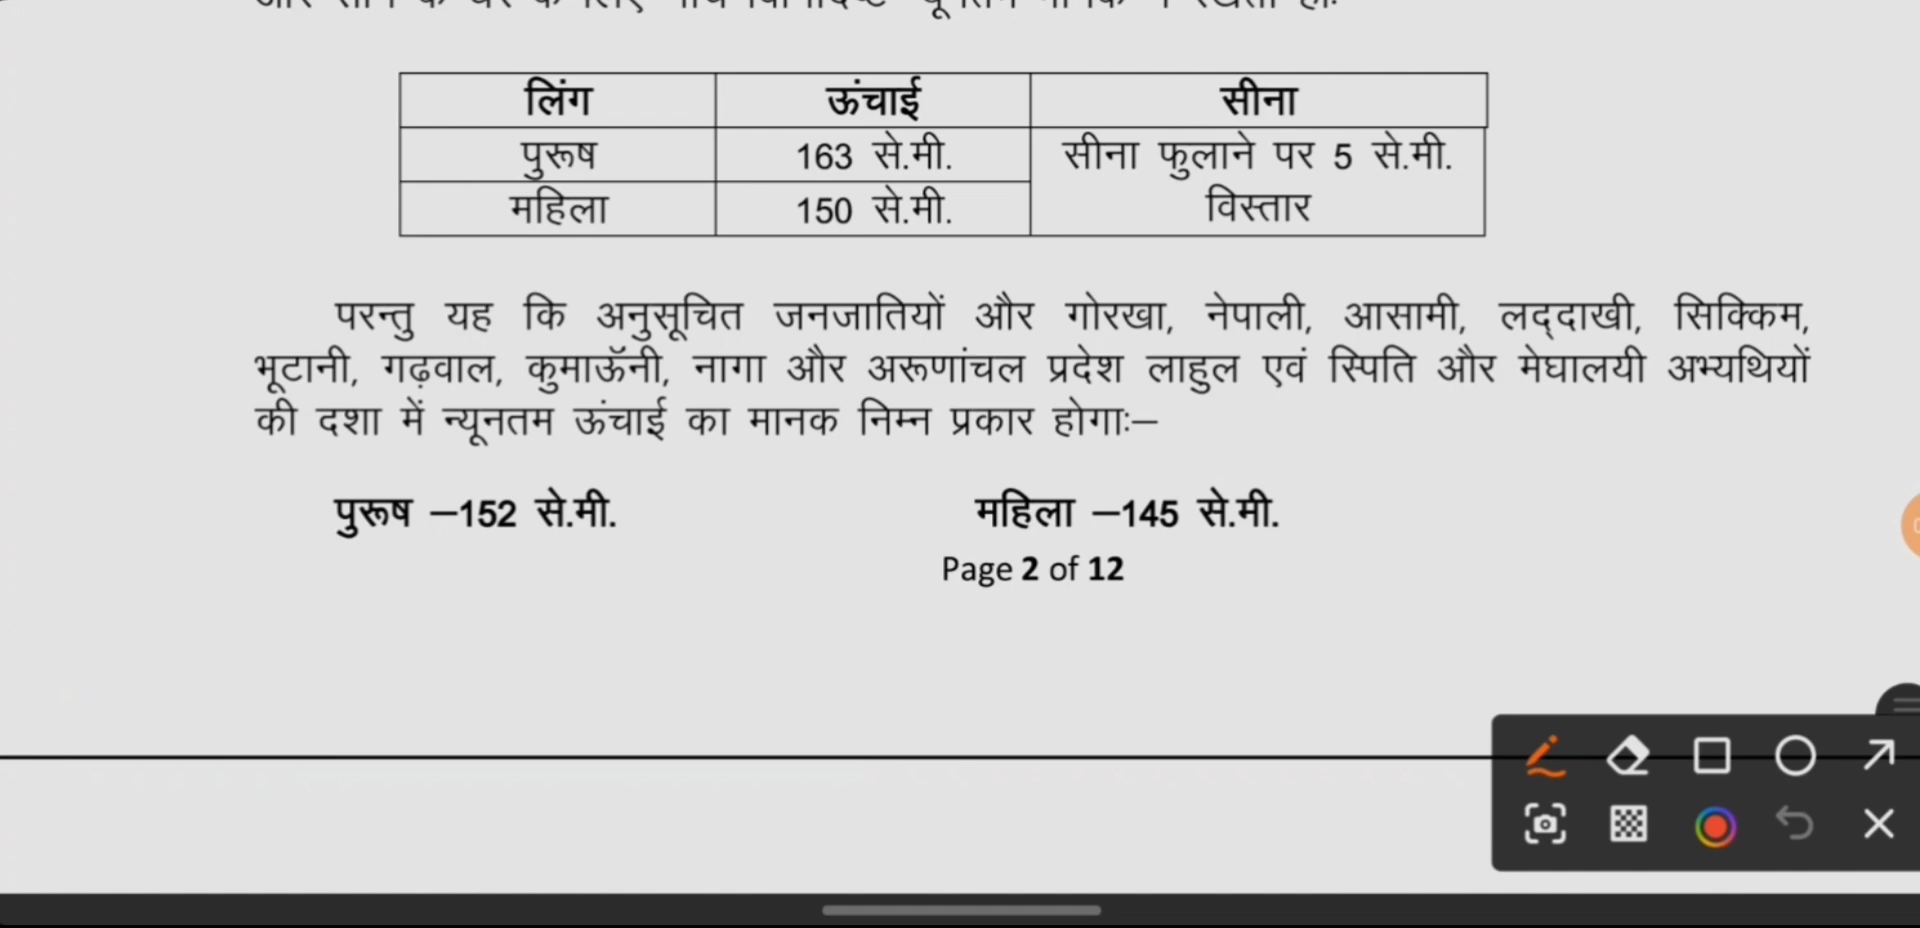 लिंग ऊंचाई सीना
पुरूष 163 से.मी. सीना फुलाने पर 5 से.मी.
महिला 150 से.मी. विस्तार
परन्तु यह कि अनुसूचित जनजातियों और गोरखा, नेपाली, आसामी, लद्दाखी, सिक्किम,
भूटानी, गढ़वाल, कुमाऊॅनी, नागा और अरूणांचल प्रदेश लाहुल एवं स्पिति और मेघालयी अभ्यथियों
की दशा में न्यूनतम ऊंचाई का मानक निम्न प्रकार होगाः–
पुरूष –152 से.मी. महिला –145 से.मी.
Page 2 of 12